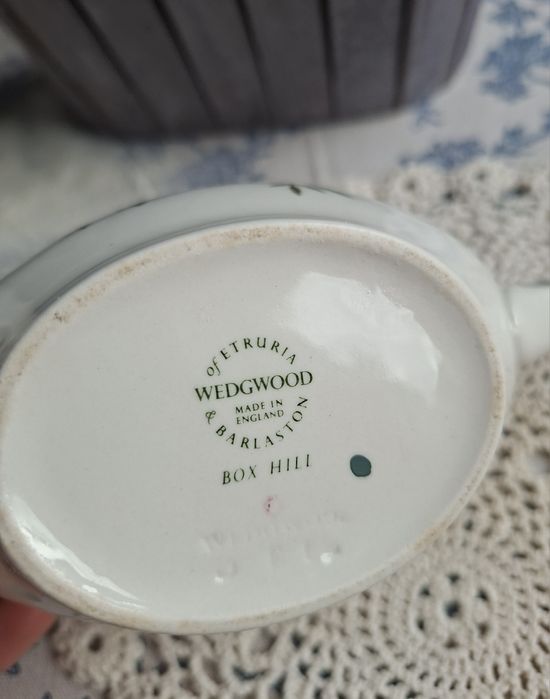 of ETRURIA
WEDGWOOD
MADE IN
ENGLAND
& BARLASTON
BOX HILL